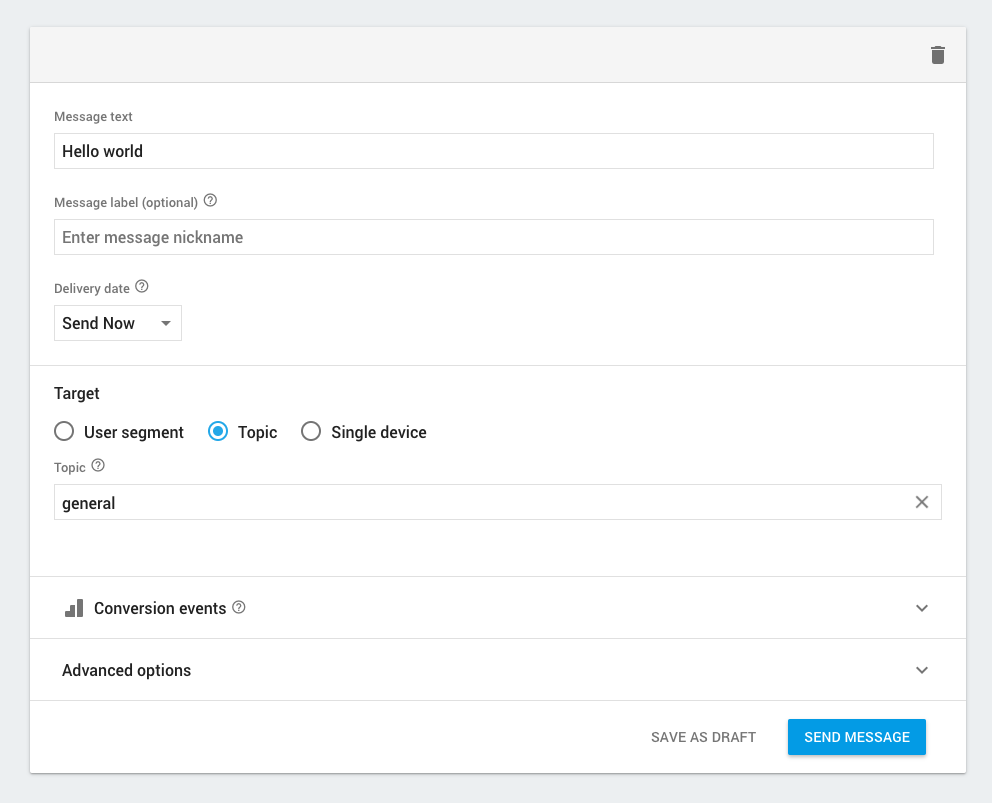 Message text
Hello world
Message label (optional)
Enter message nickname
Delivery date
Send Now
Target
User segment Topic Single device
Topic
general
Conversion events
Advanced options
SAVE AS DRAFT SEND MESSAGE